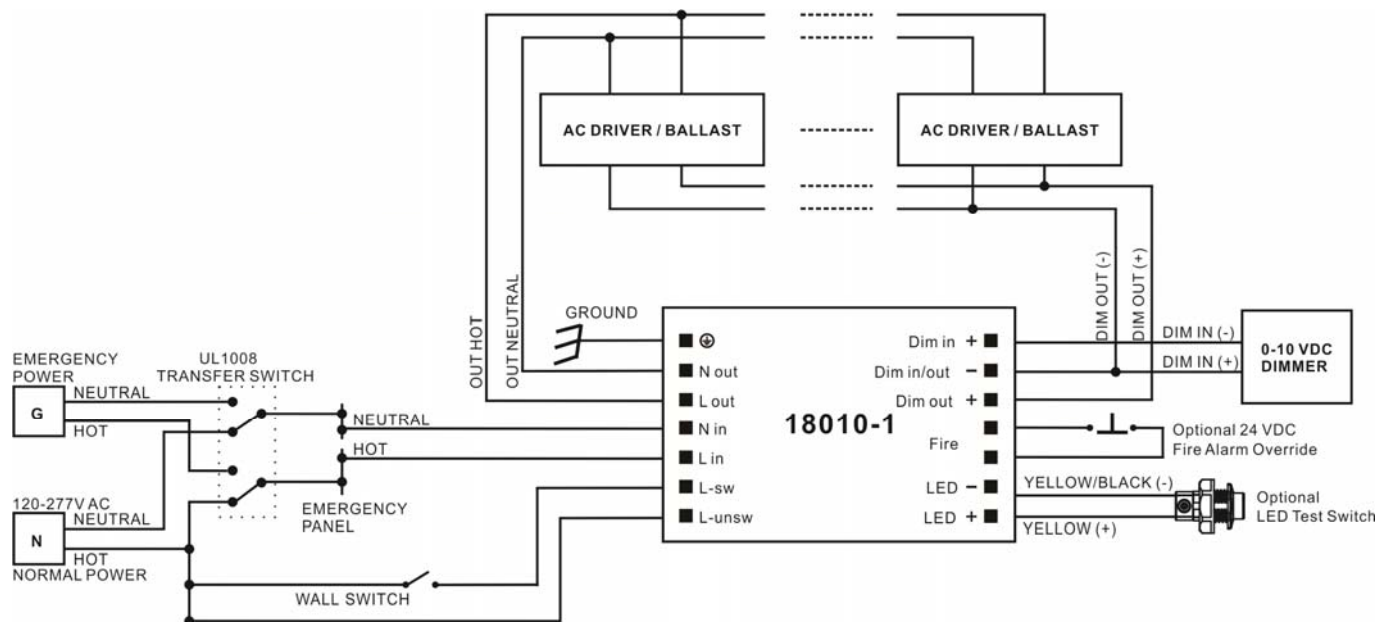 AC DRIVER / BALLAST
AC DRIVER / BALLAST
OUT HOT
OUT NEUTRAL
DIM OUT (-)
DIM OUT (+)
GROUND
EMERGENCY
POWER
G
NEUTRAL
HOT
UL1008
TRANSFER SWITCH
NEUTRAL
HOT
EMERGENCY
PANEL
120-277V AC
NEUTRAL
N
HOT
NORMAL POWER
WALL SWITCH
N out
L out
N in
L in
L-sw
L-unsw
18010-1
Dim in +
Dim in/out −
Dim out +
Fire
LED −
LED +
DIM IN (-)
DIM IN (+)
0-10 VDC
DIMMER
Optional 24 VDC
Fire Alarm Override
YELLOW/BLACK (-)
YELLOW (+)
Optional
LED Test Switch